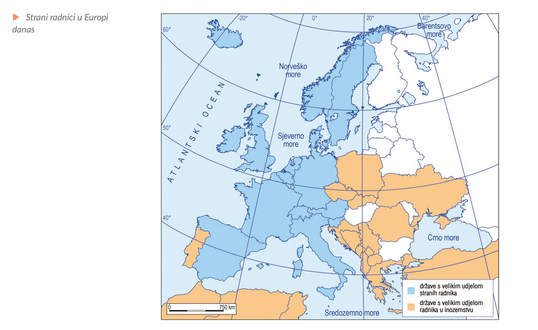 ► Strani radnici u Europi
danas
60°
20°
0°
20°
40°
Barentsovo
more
Norveško
more
ATLANTSKI OCEAN
50°
Sjeverno
more
40°
Crno more
Sredozemno more
0
750 km
države s velikim udjelom
stranih radnika
države s velikim udjelom
radnika u inozemstvu